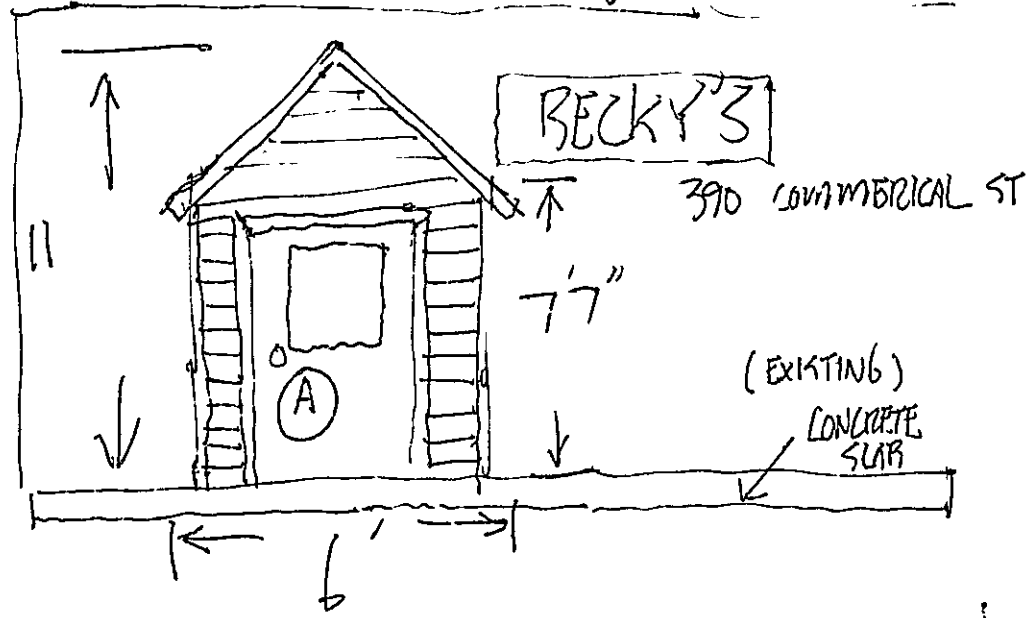 BECKY'S
390 COMMERICAL ST
11
7'7"
A
(EXISTING)
CONCRETE
SLAB
6'